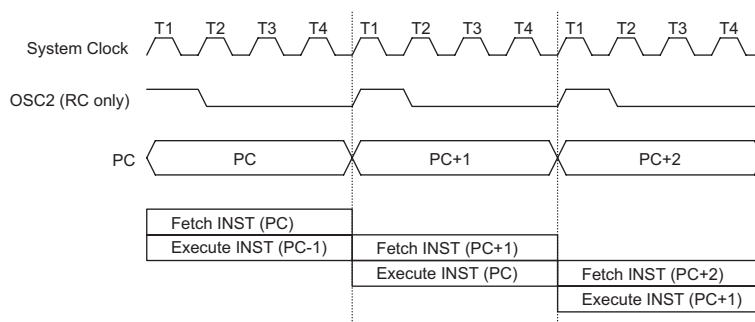 T1 T2 T3 T4 T1 T2 T3 T4 T1 T2 T3 T4
System Clock
OSC2 (RC only)
PC PC PC+1 PC+2
Fetch INST (PC)
Execute INST (PC-1) Fetch INST (PC+1)
Execute INST (PC) Fetch INST (PC+2)
Execute INST (PC+1)